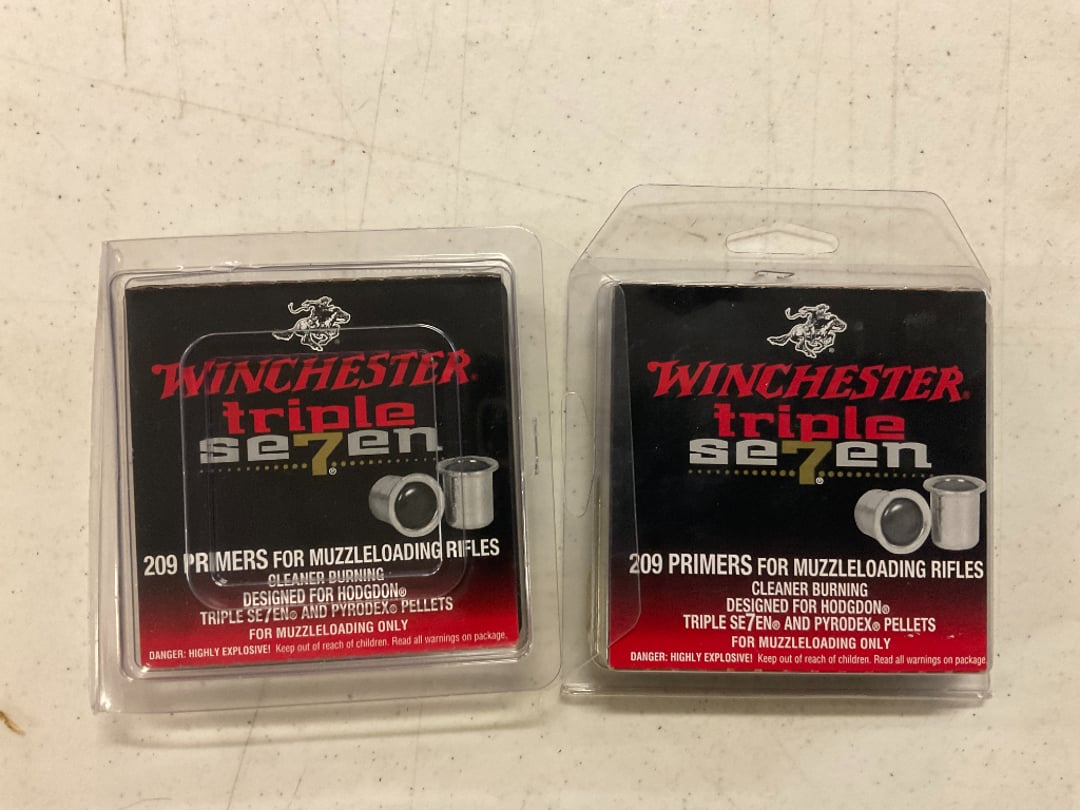 WINCHESTER®
triple
se7en®
209 PRIMERS FOR MUZZLELOADING RIFLES
CLEANER BURNING
DESIGNED FOR HODGDON®
TRIPLE SE7EN® AND PYRODEX® PELLETS
FOR MUZZLELOADING ONLY
DANGER: HIGHLY EXPLOSIVE! Keep out of reach of children. Read all warnings on package.
WINCHESTER®
triple
se7en®
209 PRIMERS FOR MUZZLELOADING RIFLES
CLEANER BURNING
DESIGNED FOR HODGDON®
TRIPLE SE7EN® AND PYRODEX® PELLETS
FOR MUZZLELOADING ONLY
DANGER: HIGHLY EXPLOSIVE! Keep out of reach of children. Read all warnings on package.